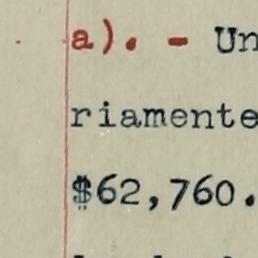 a). - Un
riamente
$62,760.